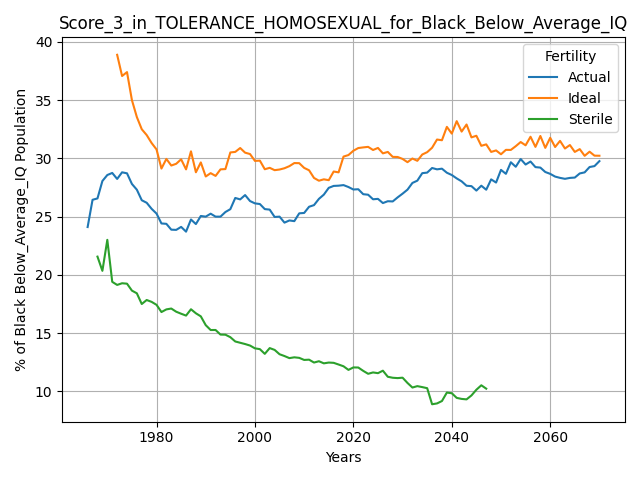 Score_3_in_TOLERANCE_HOMOSEXUAL_for_Black_Below_Average_IQ
40
35
30
25
20
15
10
% of Black Below_Average_IQ Population
Fertility
Actual
Ideal
Sterile
1980
2000
2020
2040
2060
Years